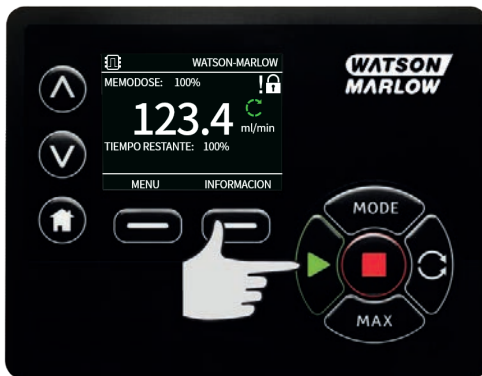 WATSON-MARLOW
MEMODOSE: 100%
!
123.4 ml/min
TIEMPO RESTANTE: 100%
MENU INFORMACION
WATSON
MARLOW
MODE
MAX